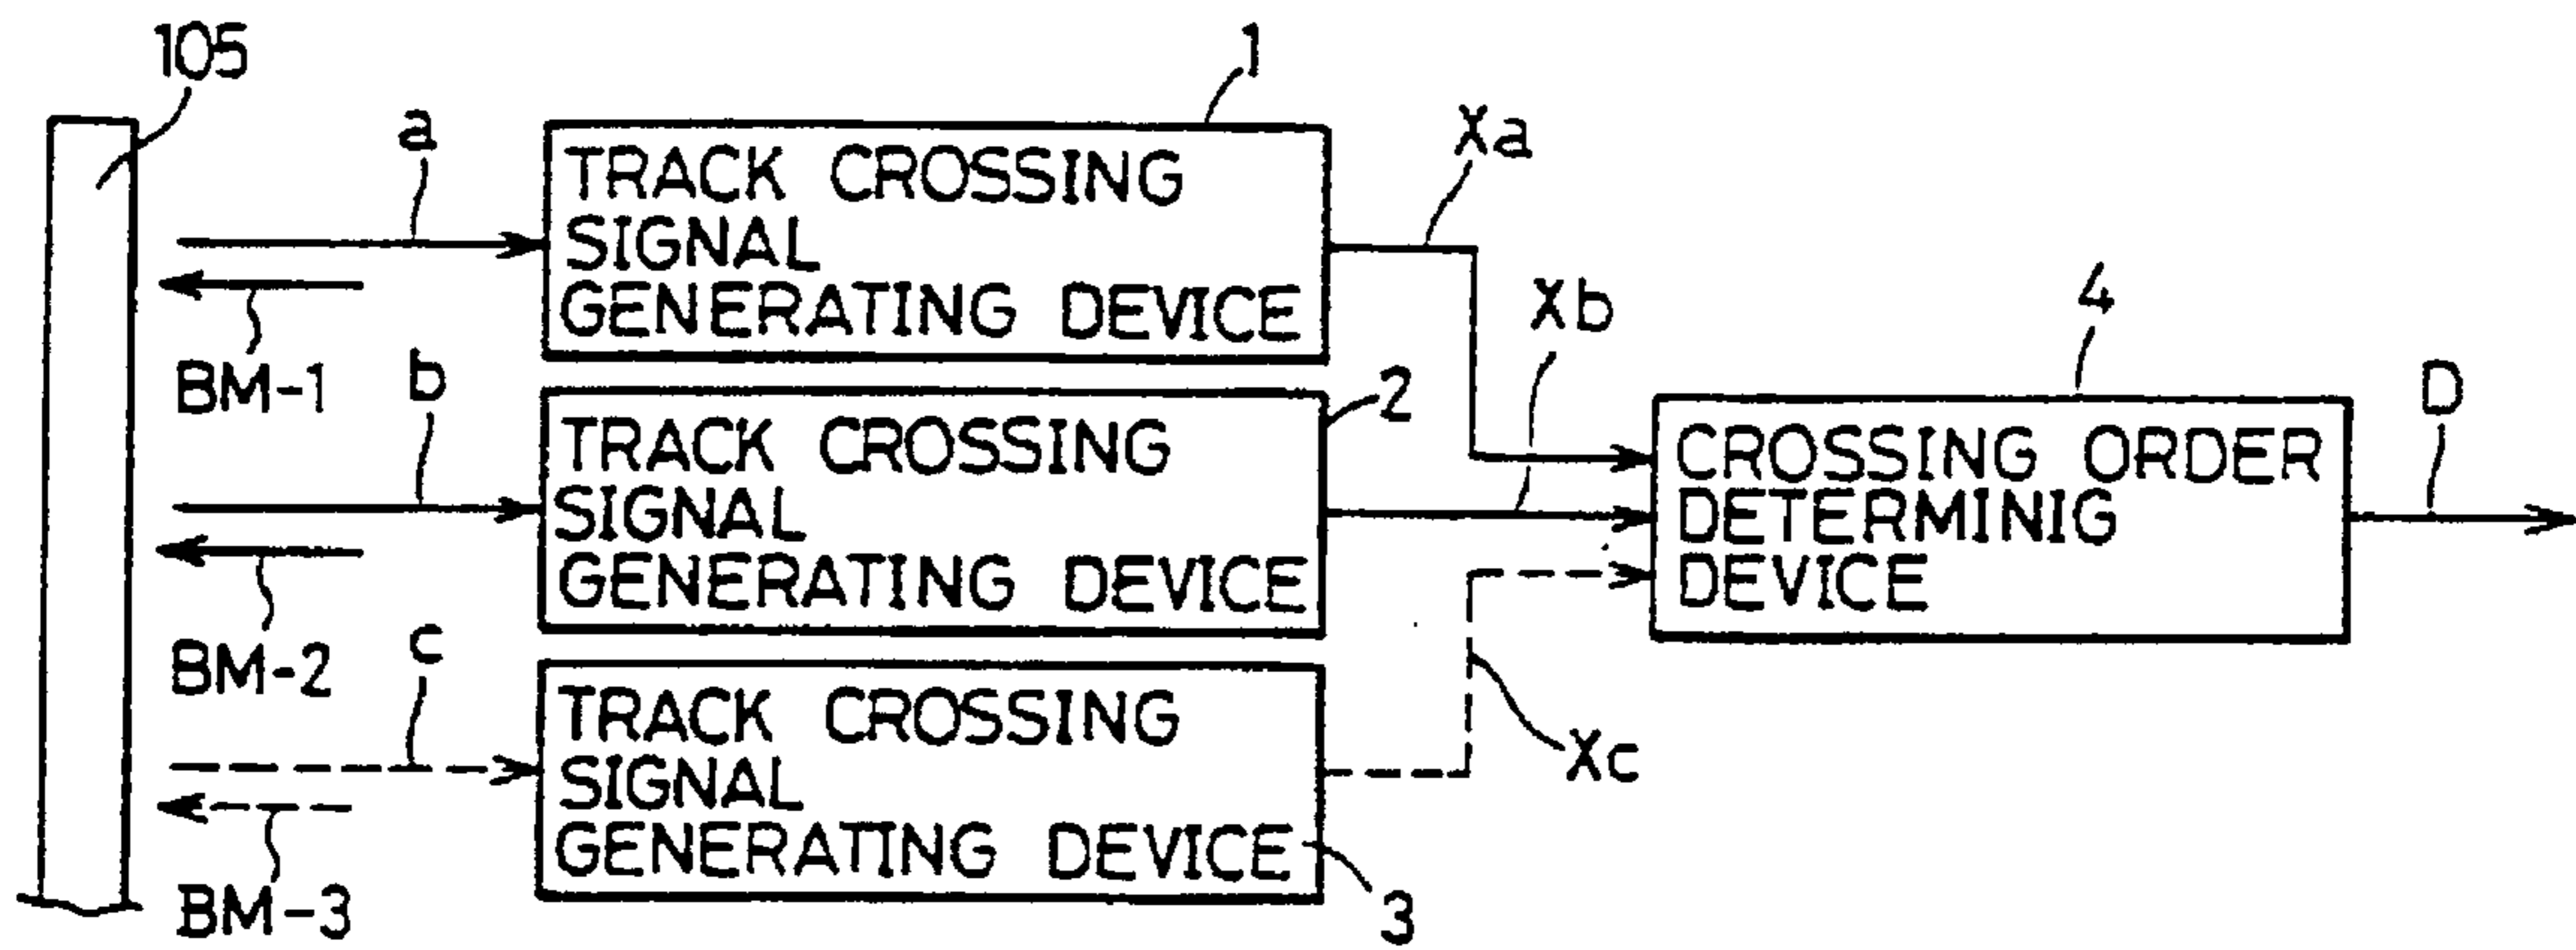 105
1
a
TRACK CROSSING
SIGNAL
GENERATING DEVICE
Xa
BM-1
b
2
TRACK CROSSING
SIGNAL
GENERATING DEVICE
Xb
4
CROSSING ORDER
DETERMINIG
DEVICE
D
BM-2
c
TRACK CROSSING
SIGNAL
GENERATING DEVICE
Xc
BM-3
3